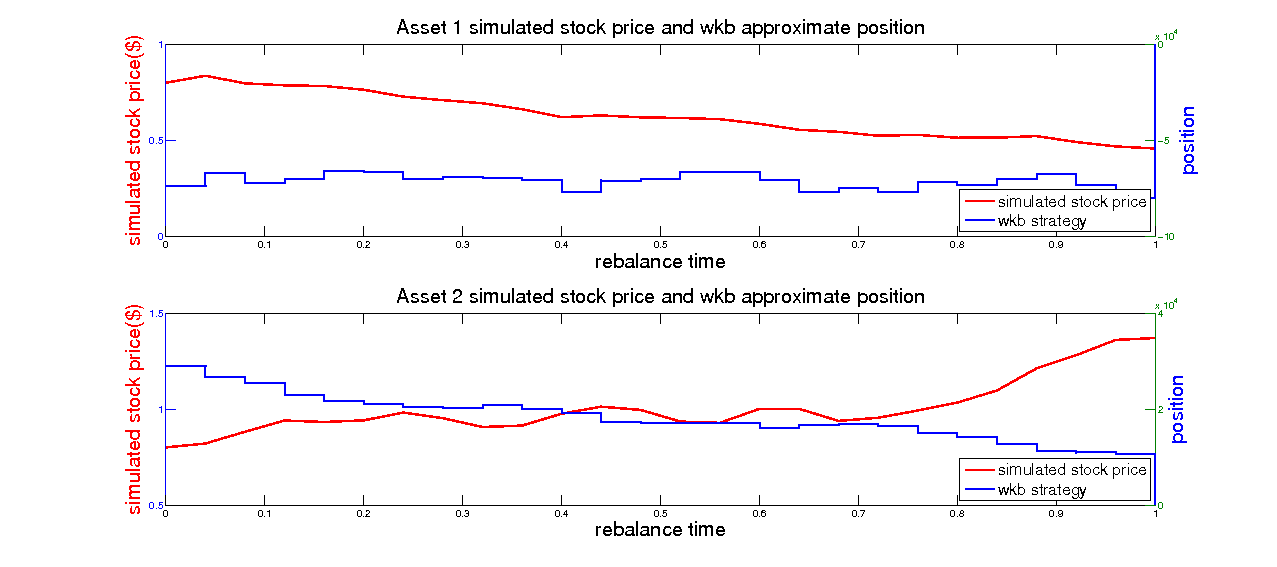 Asset 1 simulated stock price and wkb approximate position
x 10^4
simulated stock price($)
1
0.5
0
0
-5
-10
position
simulated stock price
wkb strategy
0 0.1 0.2 0.3 0.4 0.5 0.6 0.7 0.8 0.9 1
rebalance time
Asset 2 simulated stock price and wkb approximate position
x 10^4
simulated stock price($)
1.5
1
0.5
4
2
0
position
simulated stock price
wkb strategy
0 0.1 0.2 0.3 0.4 0.5 0.6 0.7 0.8 0.9 1
rebalance time